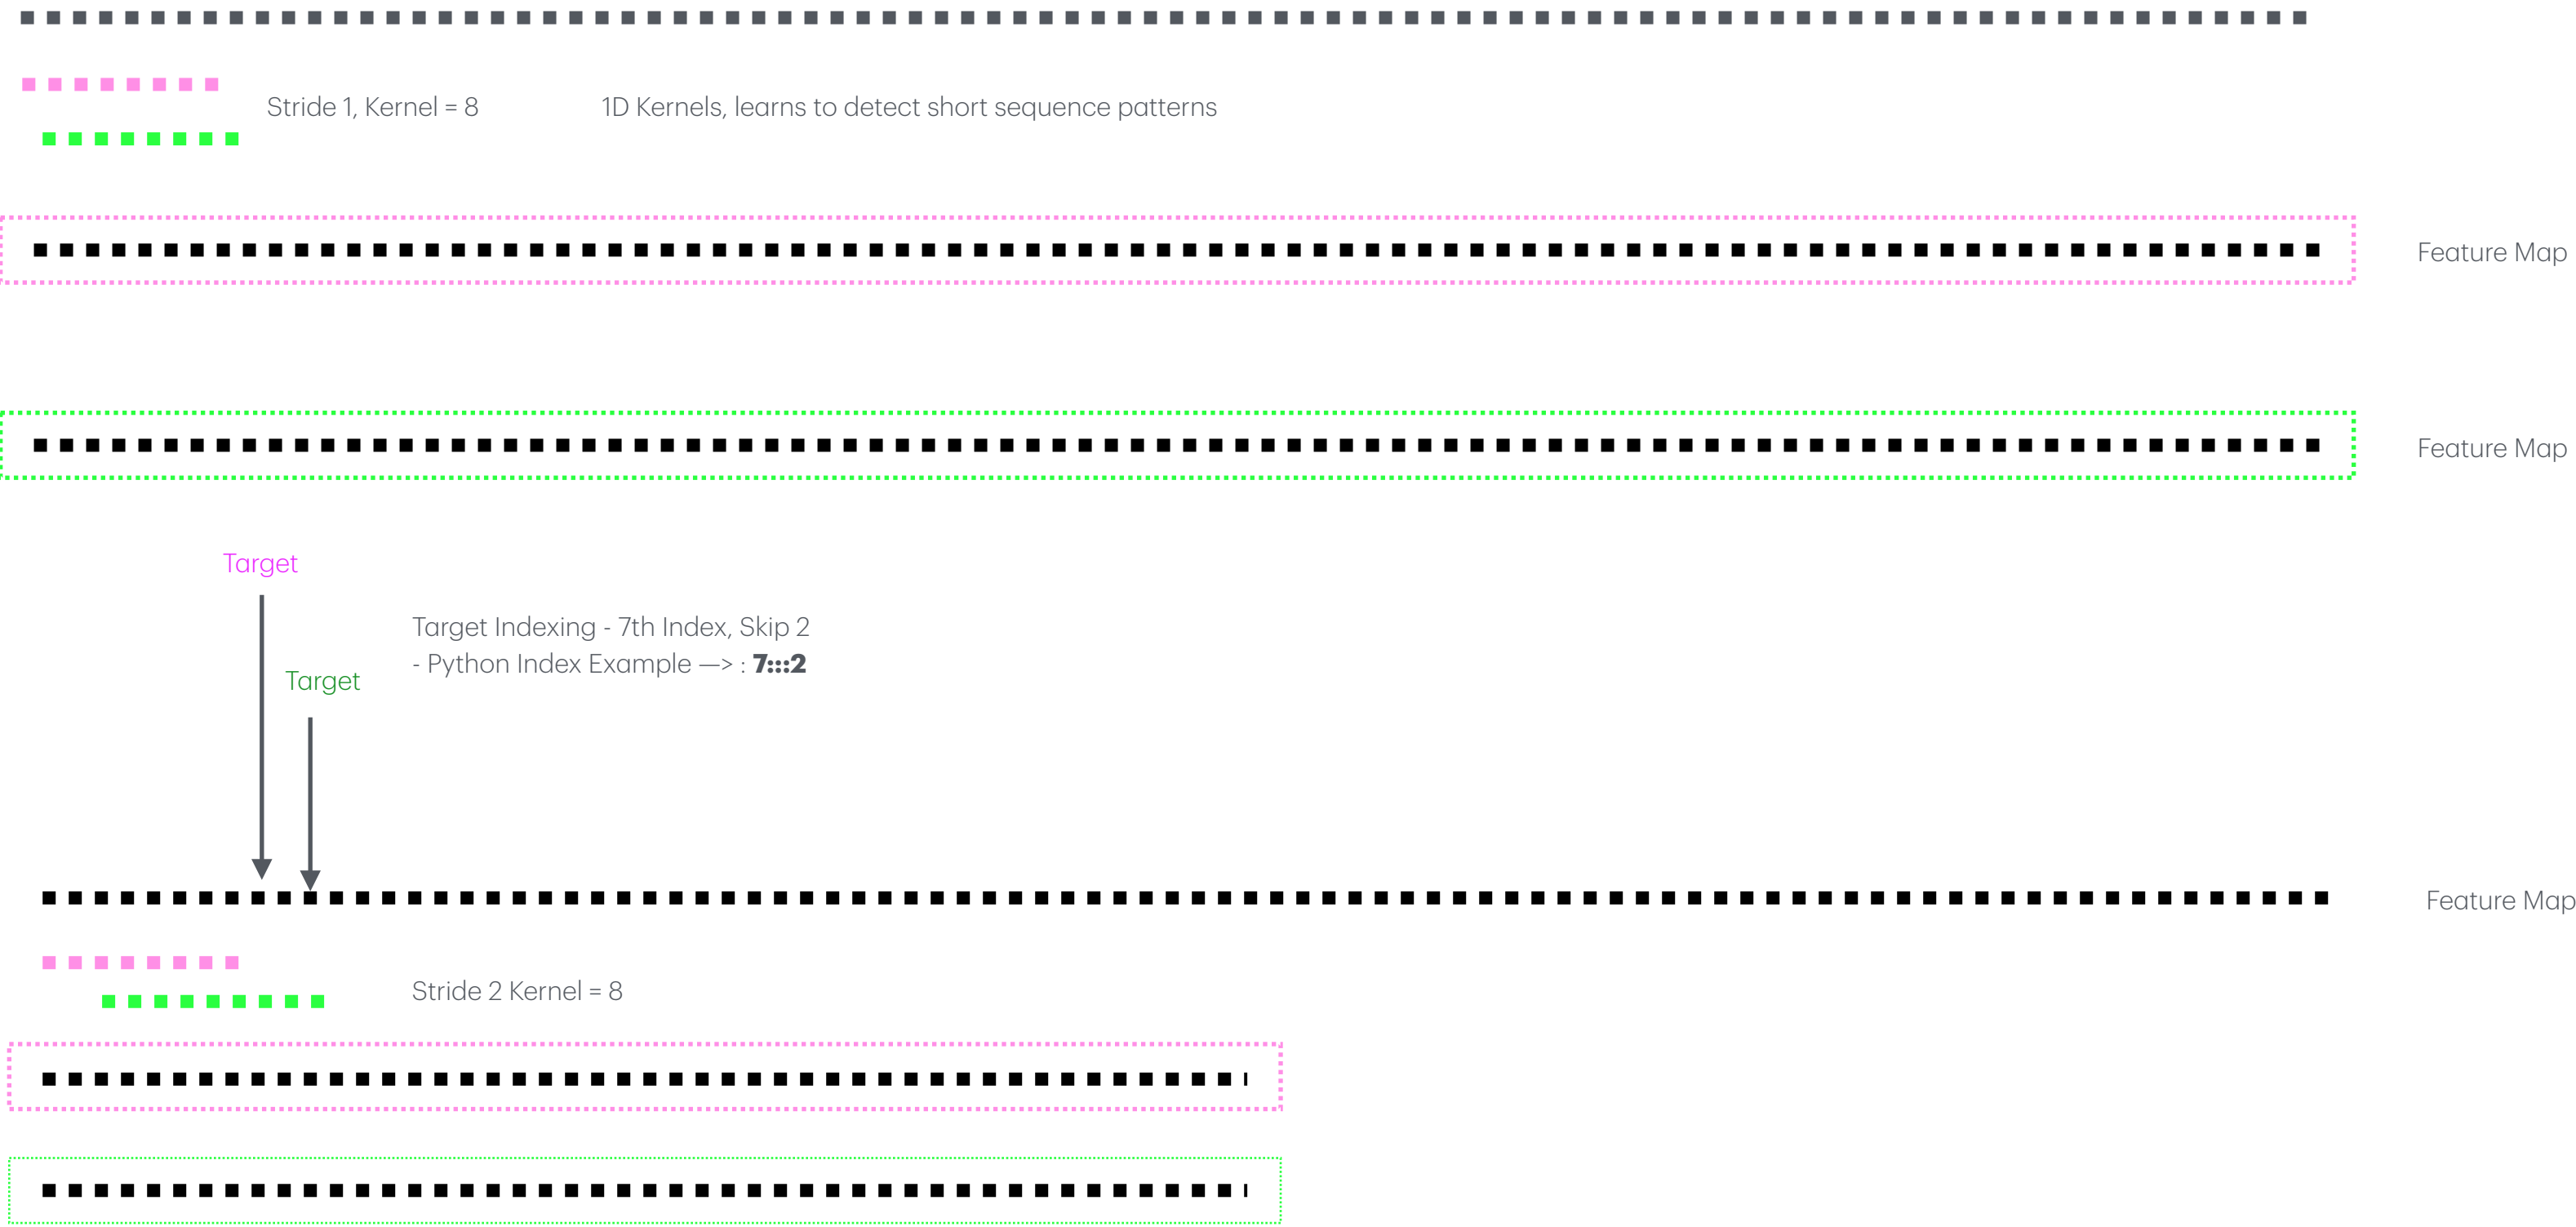 Stride 1, Kernel = 8
1D Kernels, learns to detect short sequence patterns
Feature Map
Feature Map
Target
Target Indexing - 7th Index, Skip 2
- Python Index Example —> : 7:::2
Target
Feature Map
Stride 2 Kernel = 8